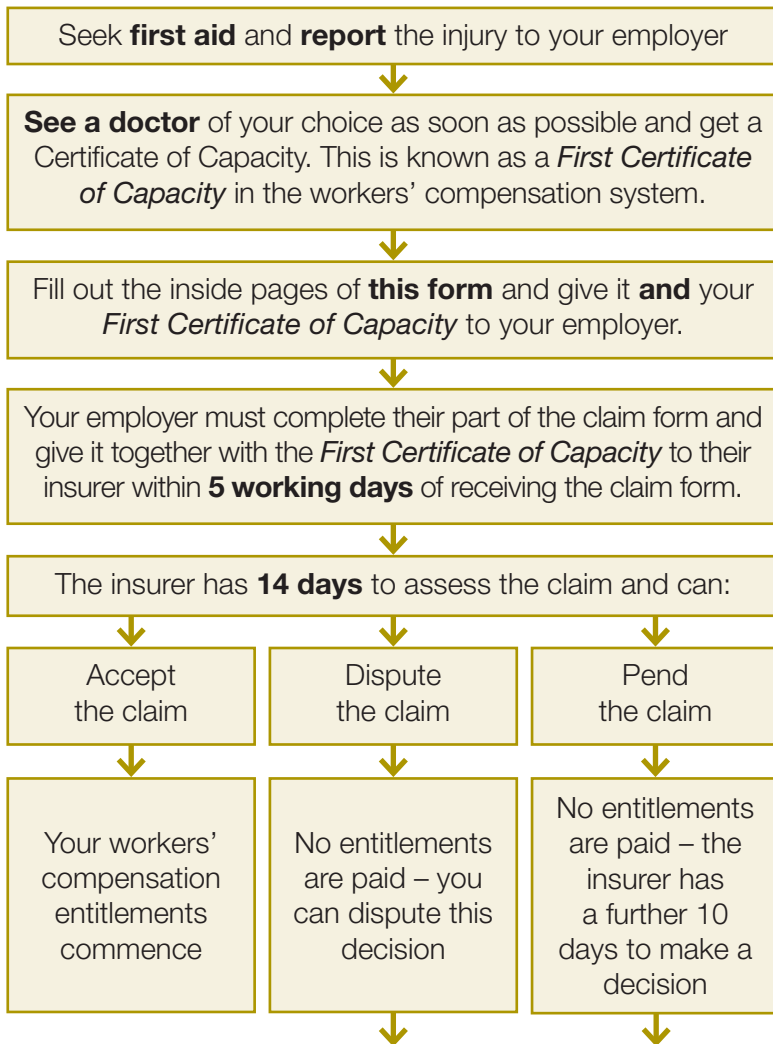 Seek first aid and report the injury to your employer
See a doctor of your choice as soon as possible and get a
Certificate of Capacity. This is known as a First Certificate
of Capacity in the workers’ compensation system.
Fill out the inside pages of this form and give it and your
First Certificate of Capacity to your employer.
Your employer must complete their part of the claim form and
give it together with the First Certificate of Capacity to their
insurer within 5 working days of receiving the claim form.
The insurer has 14 days to assess the claim and can:
Accept
the claim
Dispute
the claim
Pend
the claim
Your workers’
compensation
entitlements
commence
No entitlements
are paid – you
can dispute this
decision
No entitlements
are paid – the
insurer has
a further 10
days to make a
decision